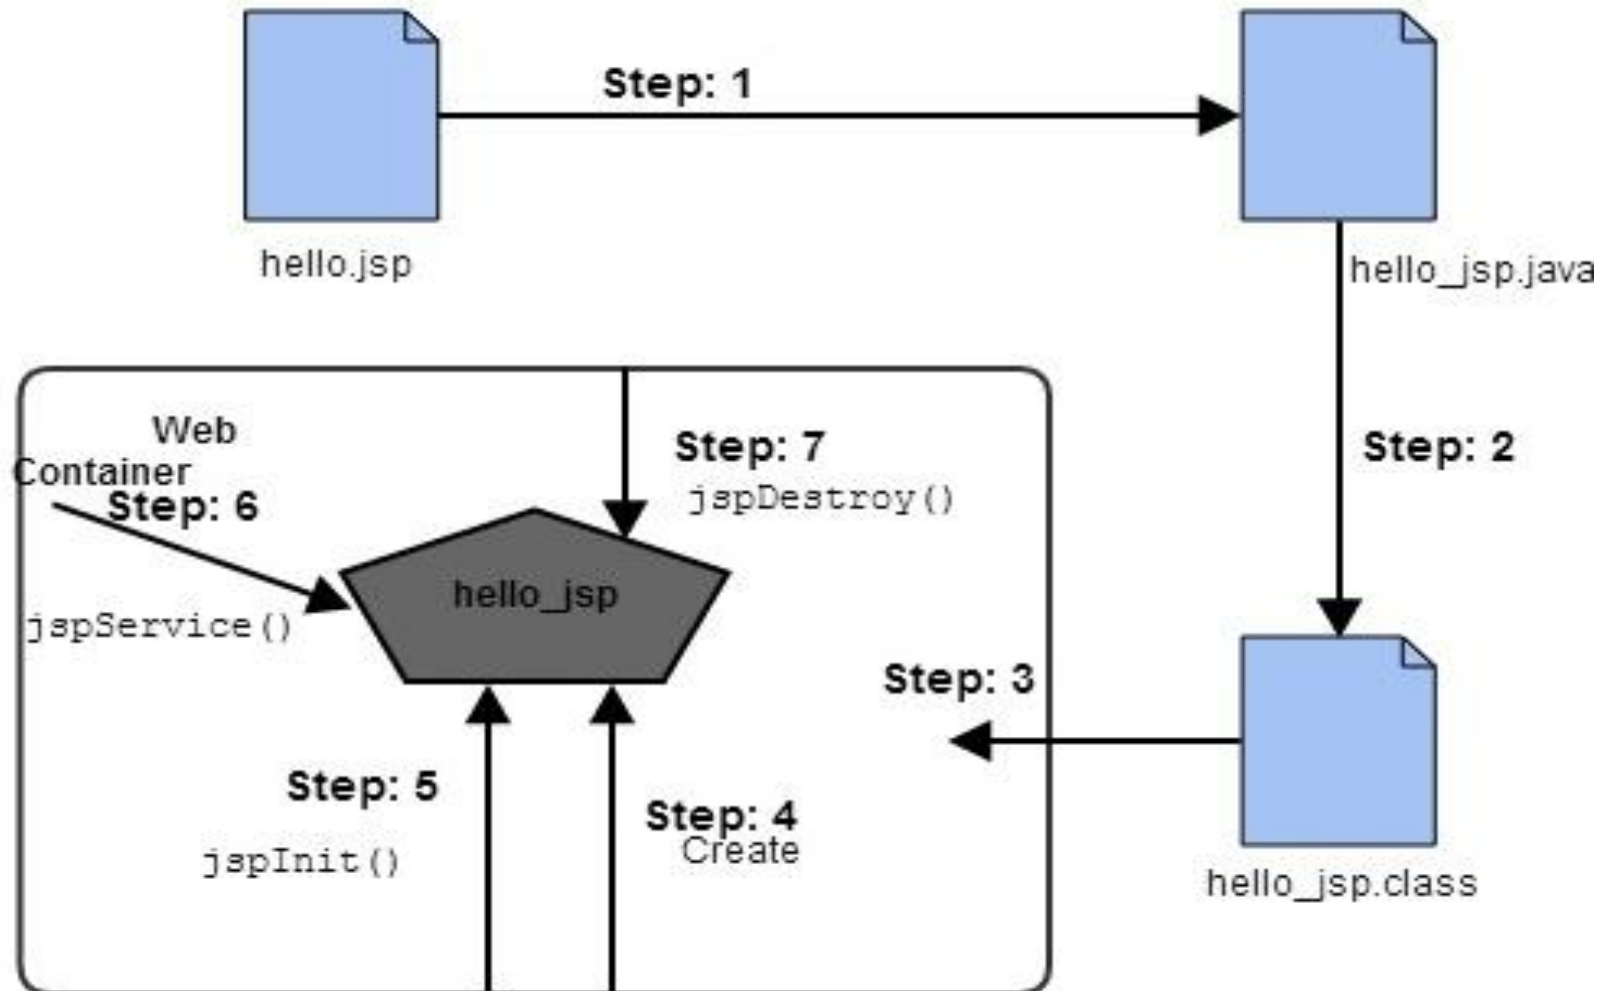 Step: 1
hello.jsp
hello_jsp.java
Web
Container
Step: 6
Step: 7
jspDestroy()
Step: 2
hello_jsp
jspService()
Step: 3
Step: 5
Step: 4
Create
jspInit()
hello_jsp.class